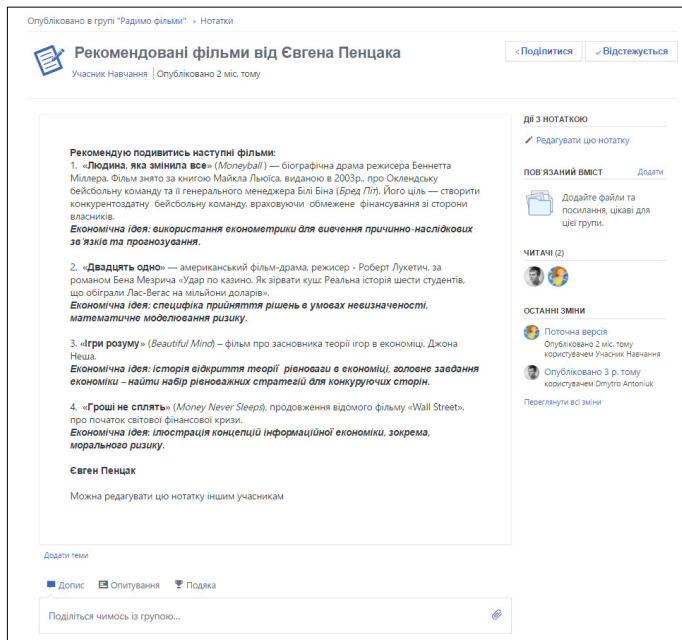 Опубліковано в групі "Радимо фільми" › Нотатки
Рекомендовані фільми від Євгена Пенцака
Учасник Навчання | Опубліковано 2 міс. тому
Поділитися
Відстежується
Рекомендую подивитись наступні фільми:
1. «Людина, яка змінила все» (Moneyball ) — біографічна драма режисера Беннетта
Міллера. Фільм знято за книгою Майкла Льюїса, виданою в 2003р., про Оклендську
бейсбольну команду та її генерального менеджера Білі Біна (Бред Піт). Його ціль — створити
конкурентоздатну бейсбольну команду, враховуючи обмежене фінансування зі сторони
власників.
Економічна ідея: використання економетрики для вивчення причинно-наслідкових
зв'язків та прогнозування.
2. «Двадцять одно» — американський фільм-драма, режисер - Роберт Лукетич, за
романом Бена Мезрича «Удар по казино. Як зірвати куш: Реальна історія шести студентів,
що обіграли Лас-Вегас на мільйони доларів».
Економічна ідея: специфіка прийняття рішень в умовах невизначеності,
математичне моделювання ризику.
3. «Ігри розуму» (Beautiful Mind) – фільм про засновника теорії ігор в економіці, Джона
Неша.
Економічна ідея: історія відкриття теорії рівноваги в економіці, головне завдання
економіки – найти набір рівноважних стратегій для конкуруючих сторін.
4. «Гроші не сплять» (Money Never Sleeps), продовження відомого фільму «Wall Street»,
про початок світової фінансової кризи.
Економічна ідея: ілюстрація концепцій інформаційної економіки, зокрема,
морального ризику.
Євген Пенцак
Можна редагувати цю нотатку іншим учасникам
Додати теми
Допис Опитування Подяка
Поділіться чимось із групою...
ДІЇ З НОТАТКОЮ
Редагувати цю нотатку
ПОВ'ЯЗАНИЙ ВМІСТ Додати
Додайте файли та
посилання, цікаві для
цієї групи.
ЧИТАЧІ (2)
ОСТАННІ ЗМІНИ
Поточна версія
Опубліковано 2 міс. тому
користувачем Учасник Навчання
Опубліковано 3 р. тому
користувачем Dmytro Antoniuk
Переглянути всі зміни